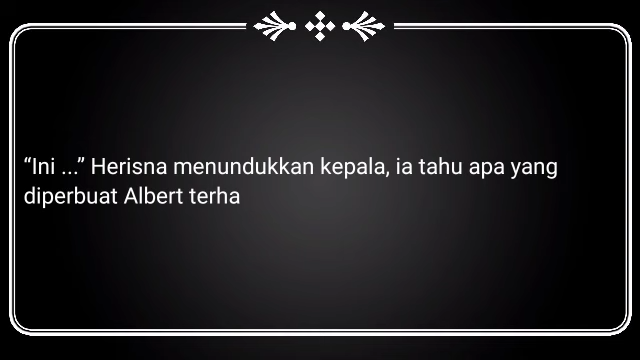 “Ini ...” Herisna menundukkan kepala, ia tahu apa yang
diperbuat Albert terha